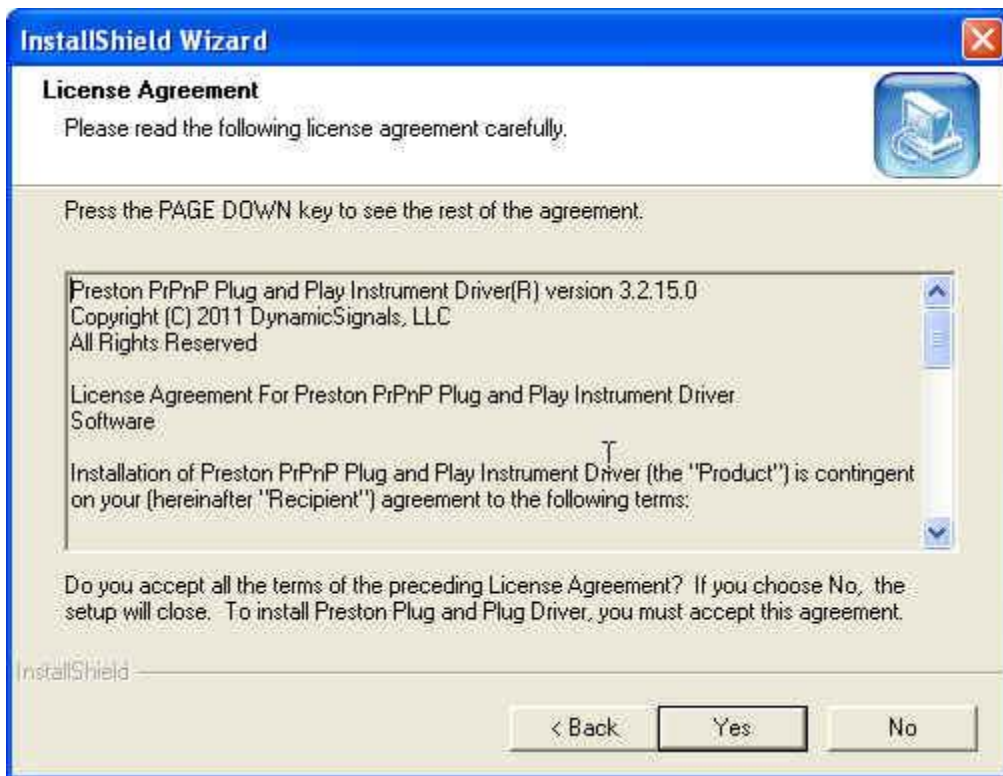 InstallShield Wizard
License Agreement
Please read the following license agreement carefully.
Press the PAGE DOWN key to see the rest of the agreement.
Preston PrPnP Plug and Play Instrument Driver(R) version 3.2.15.0
Copyright (C) 2011 DynamicSignals, LLC
All Rights Reserved
License Agreement For Preston PrPnP Plug and Play Instrument Driver
Software
Installation of Preston PrPnP Plug and Play Instrument Driver (the "Product") is contingent
on your (hereinafter "Recipient") agreement to the following terms:
Do you accept all the terms of the preceding License Agreement? If you choose No, the
setup will close. To install Preston Plug and Plug Driver, you must accept this agreement.
InstallShield
< Back
Yes
No